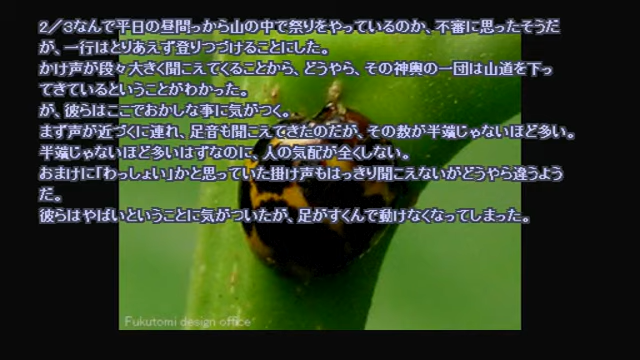 2／3なんで平日の昼間っから山の中で祭りをやっているのか、不審に思ったそうだ
が、一行はとりあえず登りつづけることにした。
かけ声が段々大きく聞こえてくることから、どうやら、その神輿の一団は山道を下っ
てきているということがわかった。
が、彼らはここでおかしな事に気がつく。
まず声が近づくに連れ、足音も聞こえてきたのだが、その数が半端じゃないほど多い。
半端じゃないほど多いはずなのに、人の気配が全くしない。
おまけに「わっしょい」かと思っていた掛け声もはっきり聞こえないがどうやら違うよう
だ。
彼らはやばいということに気がついたが、足がすくんで動けなくなってしまった。
Fukutomi design office